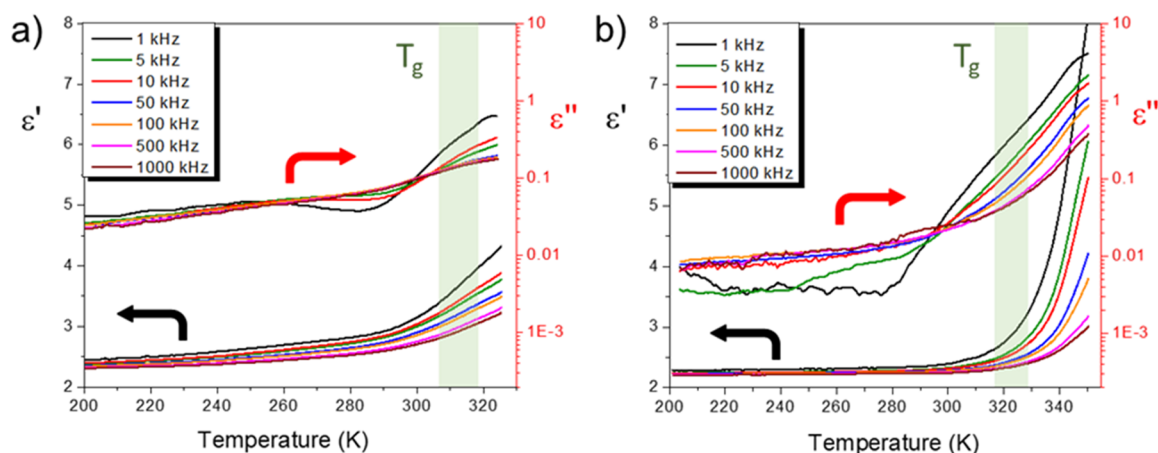 a)
8
7
6
5
4
3
2
ε'
1 kHz
5 kHz
10 kHz
50 kHz
100 kHz
500 kHz
1000 kHz
Tg
10
1
0.1
0.01
1E-3
ε''
200 220 240 260 280 300 320
Temperature (K)
b)
8
7
6
5
4
3
2
ε'
1 kHz
5 kHz
10 kHz
50 kHz
100 kHz
500 kHz
1000 kHz
Tg
10
1
0.1
0.01
1E-3
ε''
200 220 240 260 280 300 320 340
Temperature (K)